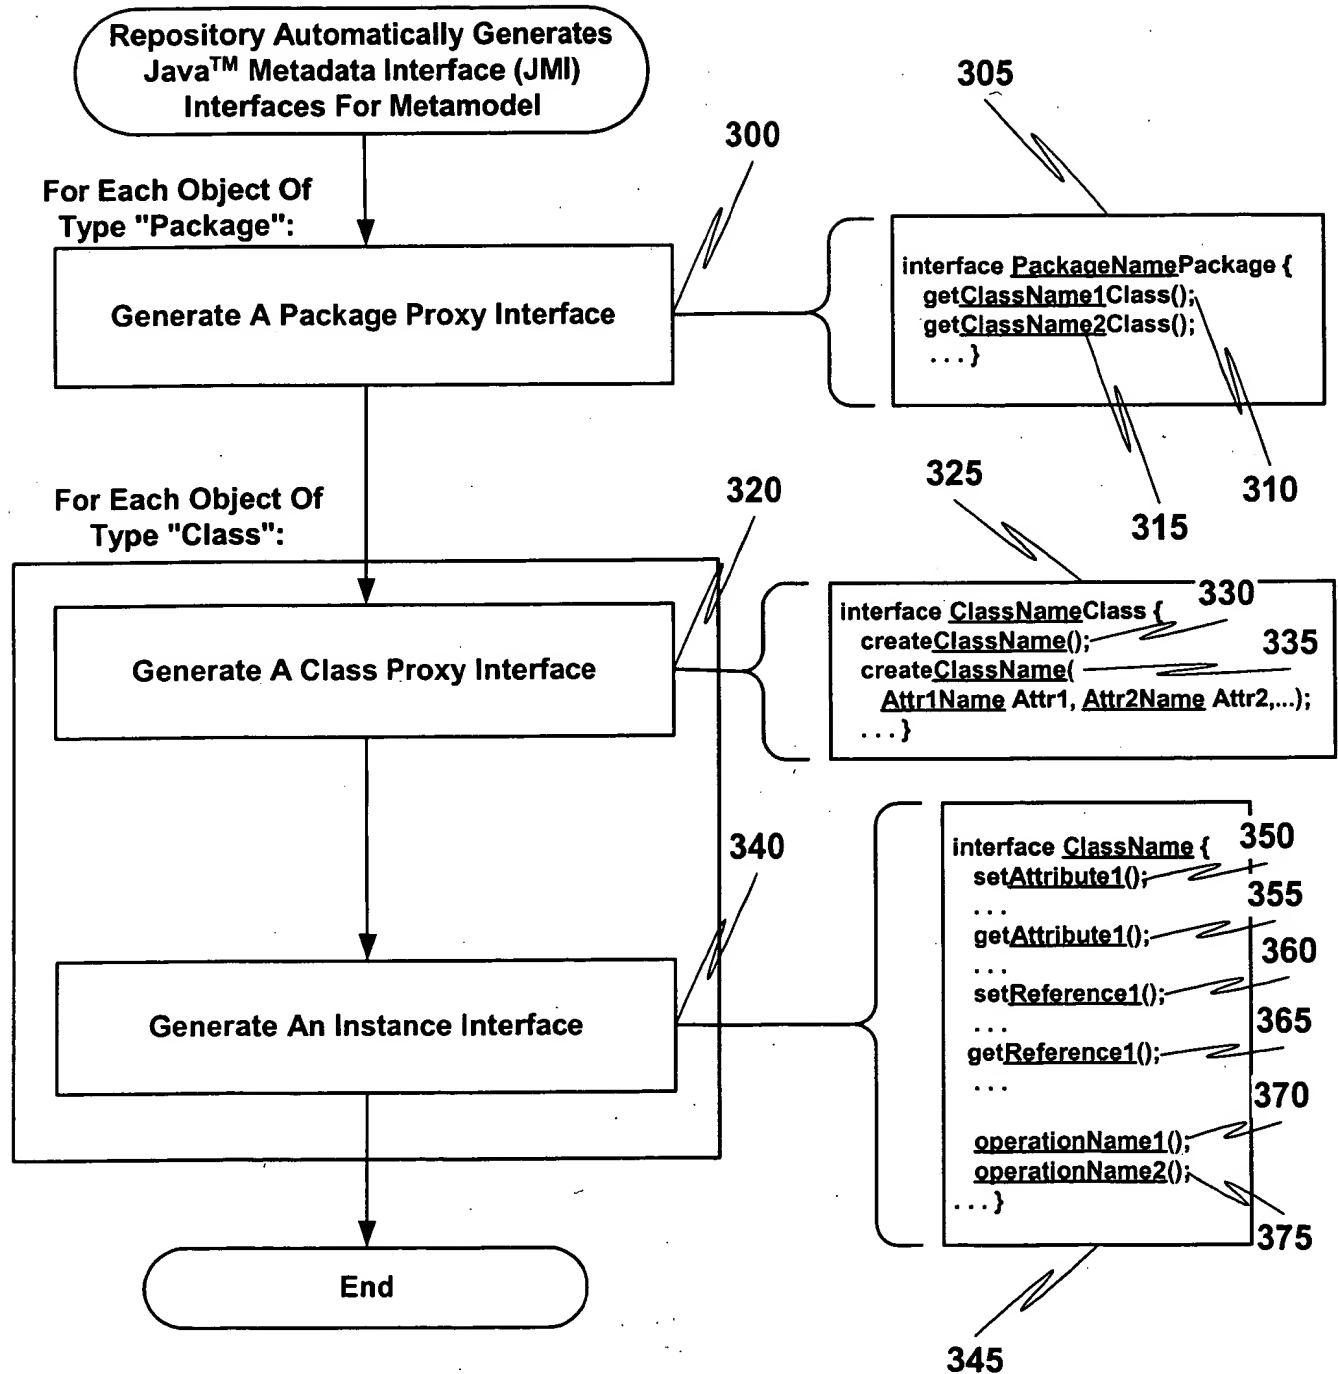 Repository Automatically Generates
Java™ Metadata Interface (JMI)
Interfaces For Metamodel
305
300
For Each Object Of
Type "Package":
Generate A Package Proxy Interface
interface PackageNamePackage {
getClassName1Class();
getClassName2Class();
. . . }
310
315
For Each Object Of
Type "Class":
320
325
Generate A Class Proxy Interface
interface ClassNameClass {
330
createClassName();
335
createClassName(
Attr1Name Attr1, Attr2Name Attr2,...);
. . . }
340
Generate An Instance Interface
interface ClassName {
350
setAttribute1();
355
. . .
getAttribute1();
360
. . .
setReference1();
365
. . .
getReference1();
. . .
370
operationName1();
operationName2();
. . . }
375
End
345